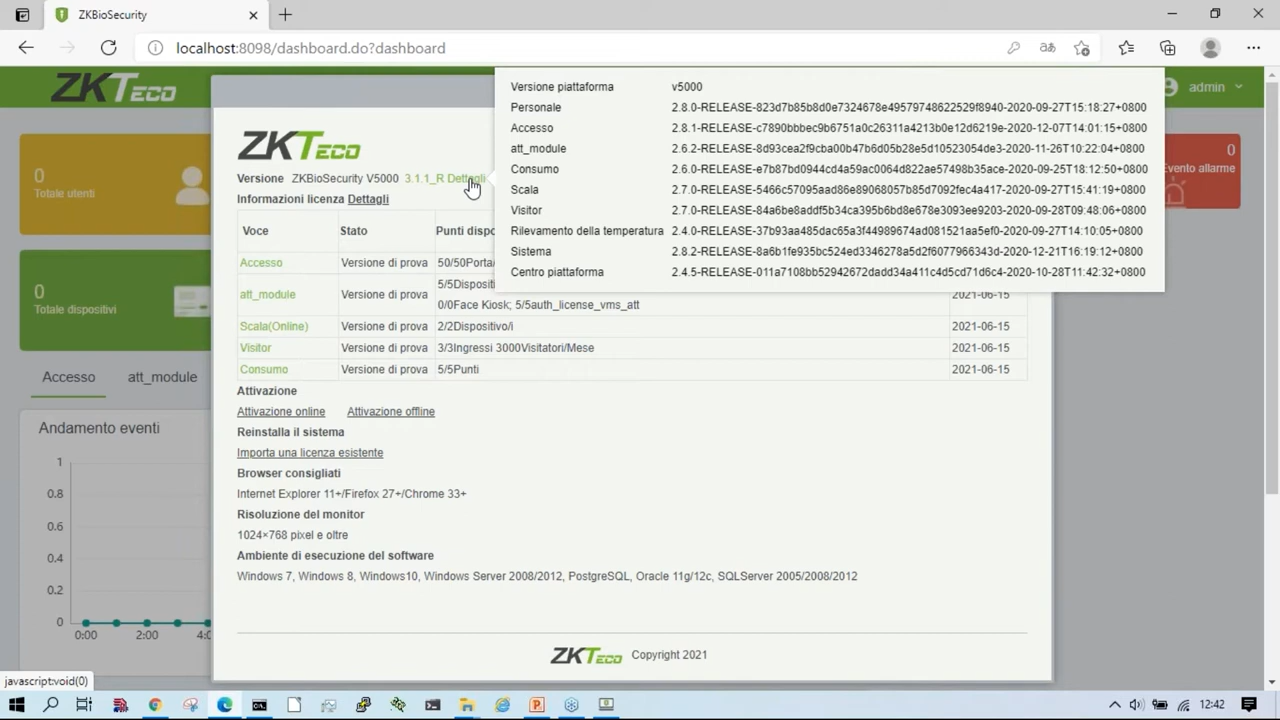 ZKBioSecurity
localhost:8098/dashboard.do?dashboard
ZKTECO
admin
Versione piattaforma v5000
Personale 2.8.0-RELEASE-823d7b85b8d0e7324678e49579748622529f8940-2020-09-27T15:18:27+0800
Accesso 2.8.1-RELEASE-c7890bbbec9b6751a0c26311a4213b0e12d6219e-2020-12-07T14:01:15+0800
att_module 2.6.2-RELEASE-8d93cea2f9cba00b47b6d05b28e5d10523054de3-2020-11-26T10:22:04+0800
Consumo 2.6.0-RELEASE-e7b87bd0944cd4a59ac0064d822ae57498b35ace-2020-09-25T18:12:50+0800
Scala 2.7.0-RELEASE-5466c57095aad86e89068057b85d7092fec4a417-2020-09-27T15:41:19+0800
Visitor 2.7.0-RELEASE-84a6be8addf5b34ca395b6bd8e678e3093ee9203-2020-09-28T09:48:06+0800
Rilevamento della temperatura 2.4.0-RELEASE-37b93aa485dac65a3f44989674ad081521aa5ef0-2020-09-27T14:10:05+0800
Sistema 2.8.2-RELEASE-8a6b1fe935bc524ed3346278a5d2f6077966343d-2020-12-21T16:19:12+0800
Centro piattaforma 2.4.5-RELEASE-011a7108bb52942672dadd34a411c4d5cd71d6c4-2020-10-28T11:42:32+0800
0
Totale utenti
0
Evento allarme
0
Totale dispositivi
Accesso att_module
Andamento eventi
1
0.8
0.6
0.4
0.2
0
0:00 2:00
ZKTECO
Versione ZKBioSecurity V5000 3.1.1_R Dettagli
Informazioni licenza Dettagli
Voce Stato Punti dispo
Accesso Versione di prova 50/50Porta/
att_module Versione di prova 5/5Disposit 2021-06-15
0/0Face Kiosk; 5/5auth_license_vms_att
Scala(Online) Versione di prova 2/2Dispositivo/i 2021-06-15
Visitor Versione di prova 3/3Ingressi 3000Visitatori/Mese 2021-06-15
Consumo Versione di prova 5/5Punti 2021-06-15
Attivazione
Attivazione online Attivazione offline
Reinstalla il sistema
Importa una licenza esistente
Browser consigliati
Internet Explorer 11+/Firefox 27+/Chrome 33+
Risoluzione del monitor
1024×768 pixel e oltre
Ambiente di esecuzione del software
Windows 7, Windows 8, Windows10, Windows Server 2008/2012, PostgreSQL, Oracle 11g/12c, SQLServer 2005/2008/2012
ZKTECO Copyright 2021
javascript:void(0)
12:42